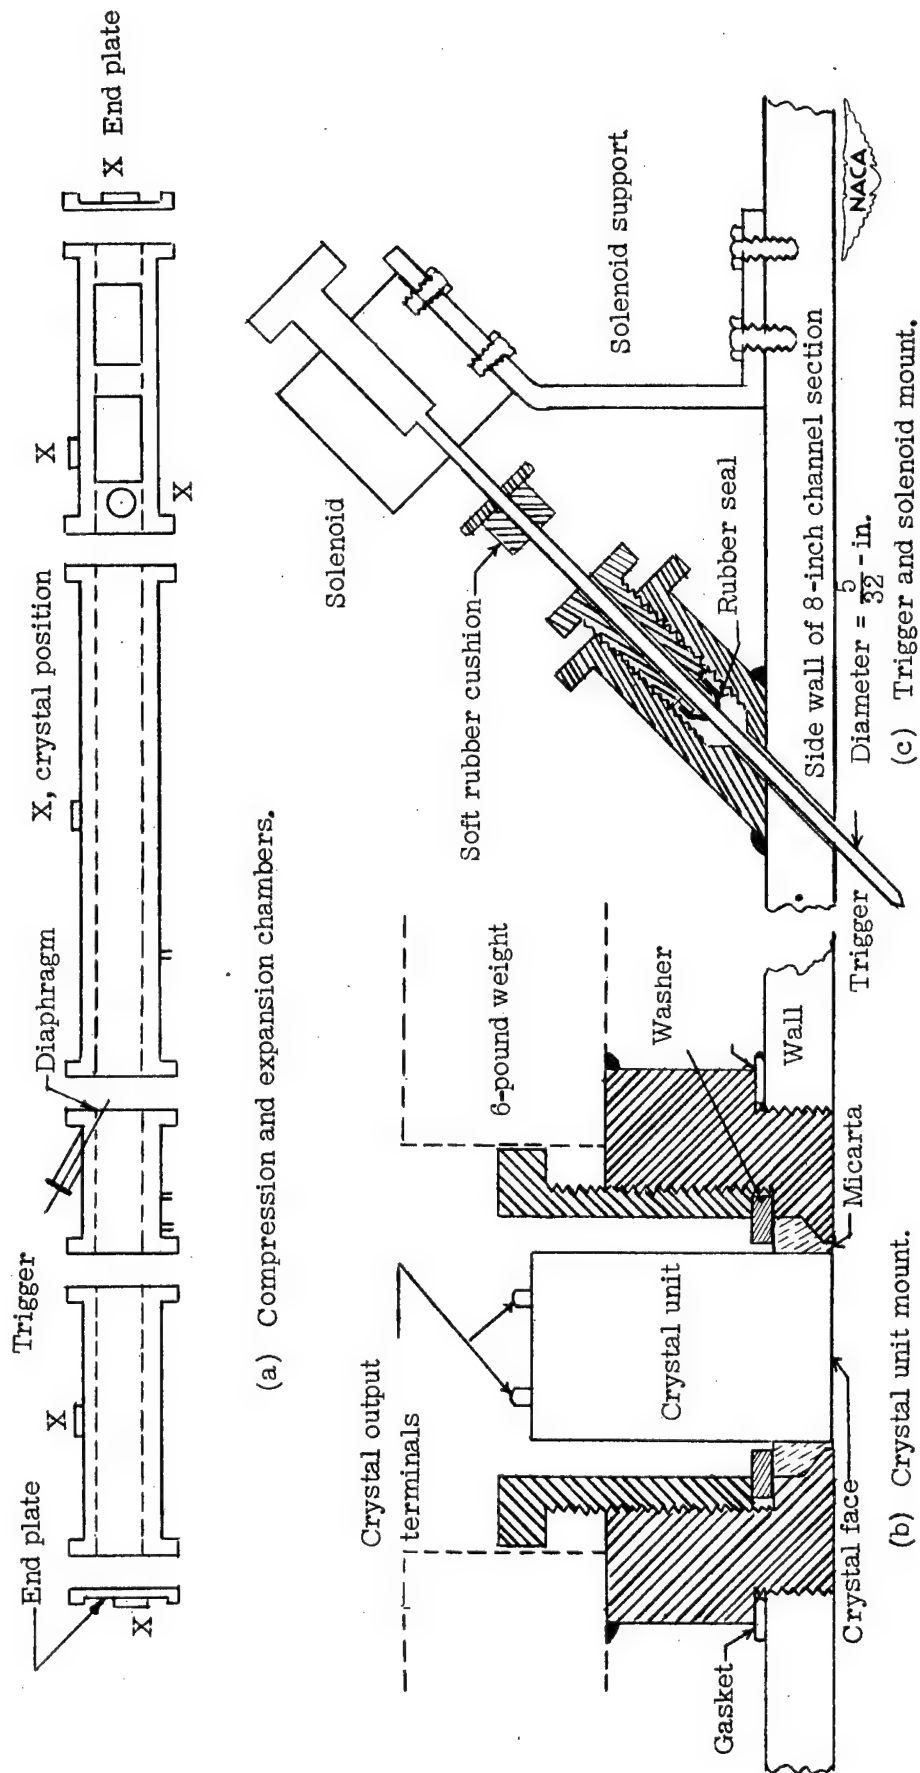 End plate
X
X
Trigger
Diaphragm
X, crystal position
X
X
X End plate
(a) Compression and expansion chambers.
Crystal output
terminals
6-pound weight
Washer
Crystal unit
Gasket
Wall
Crystal face
Micarta
(b) Crystal unit mount.
Solenoid
Soft rubber cushion
Solenoid support
Rubber seal
Side wall of 8-inch channel section
Trigger
Diameter = 5/32-in.
NACA
(c) Trigger and solenoid mount.